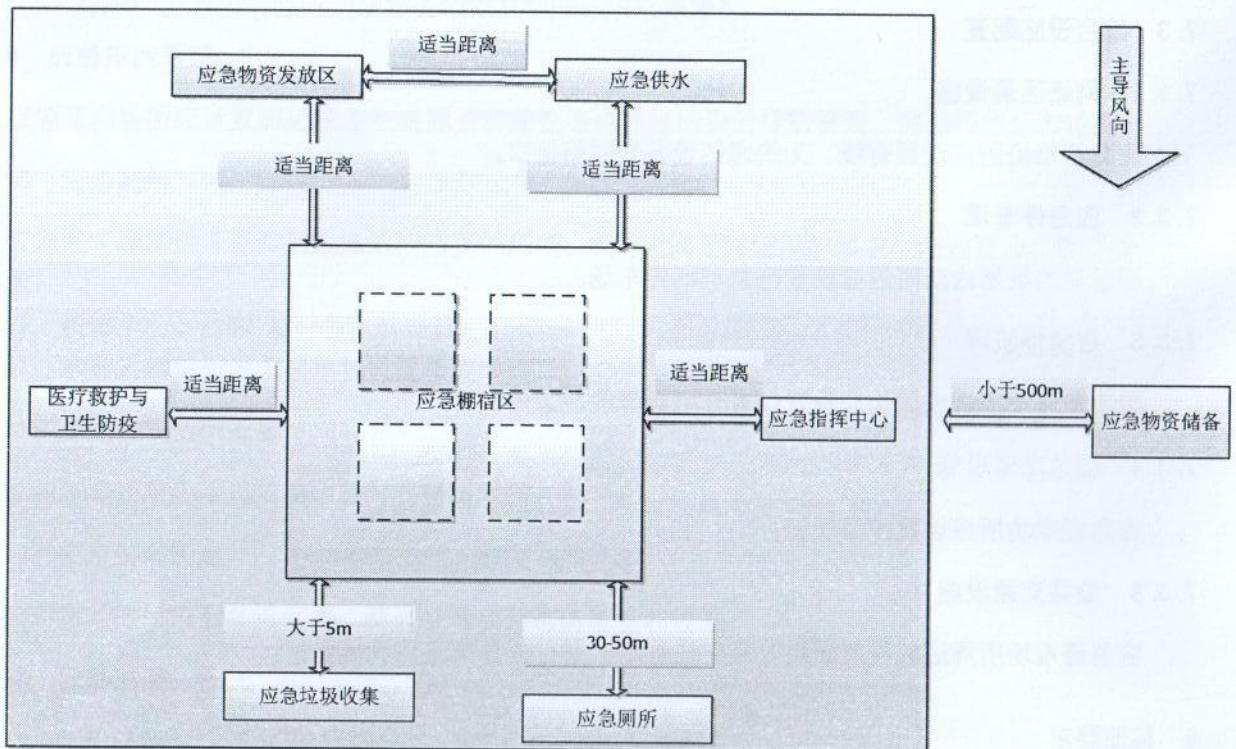 适当距离
应急物资发放区
应急供水
适当距离
适当距离
主导风向
适当距离
医疗救护与
卫生防疫
应急棚宿区
适当距离
应急指挥中心
小于500m
应急物资储备
大于5m
30-50m
应急垃圾收集
应急厕所